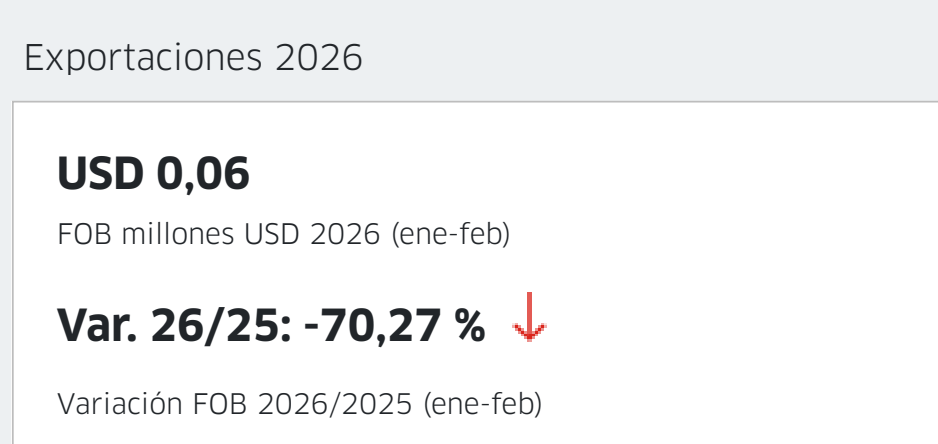 Exportaciones 2026
USD 0,06
FOB millones USD 2026 (ene-feb)
Var. 26/25: -70,27 %
Variación FOB 2026/2025 (ene-feb)